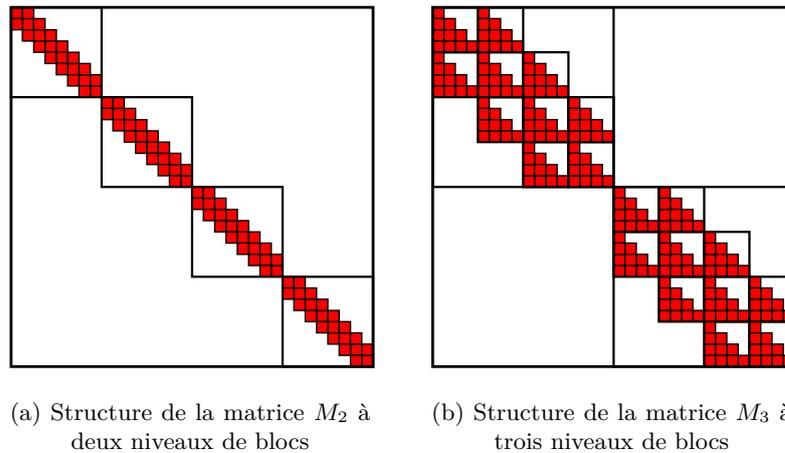 (a) Structure de la matrice M₂ à
deux niveaux de blocs
(b) Structure de la matrice M₃ à
trois niveaux de blocs